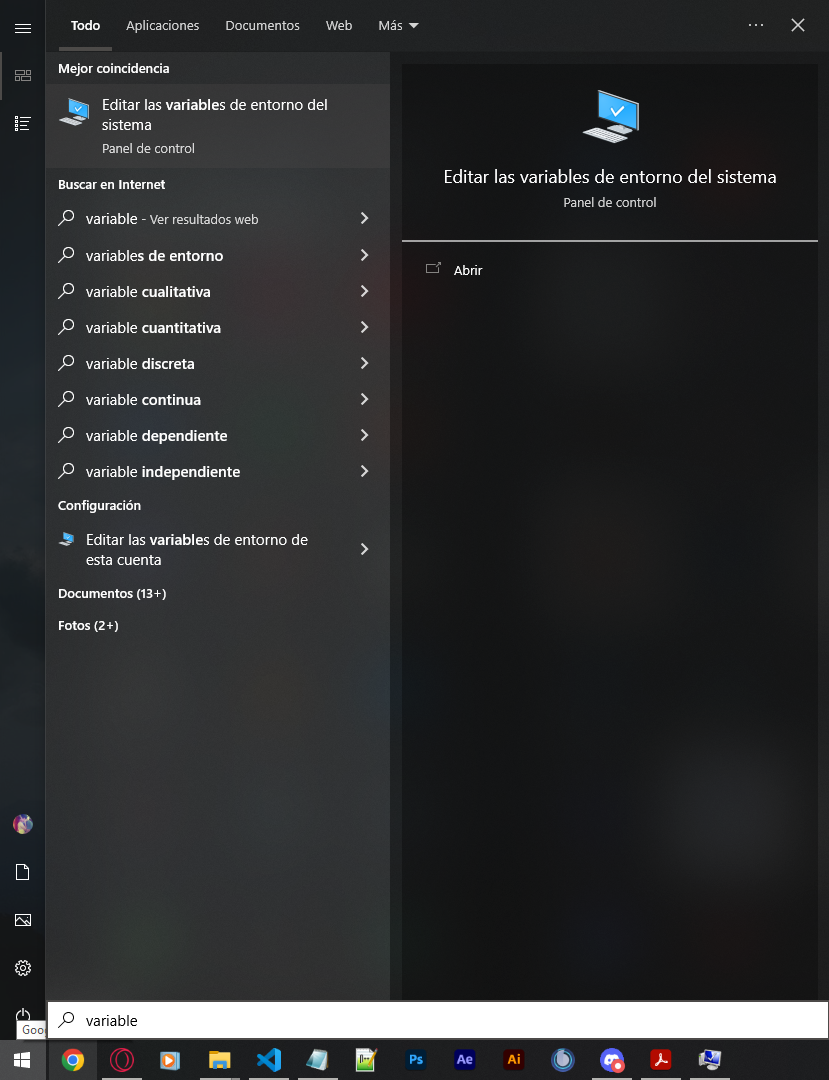 Todo
Aplicaciones
Documentos
Web
Más
Mejor coincidencia
Editar las variables de entorno del
sistema
Panel de control
Buscar en Internet
variable - Ver resultados web
variables de entorno
variable cualitativa
variable cuantitativa
variable discreta
variable continua
variable dependiente
variable independiente
Configuración
Editar las variables de entorno de
esta cuenta
Documentos (13+)
Fotos (2+)
Editar las variables de entorno del sistema
Panel de control
Abrir
variable
Ps
Ae
Ai